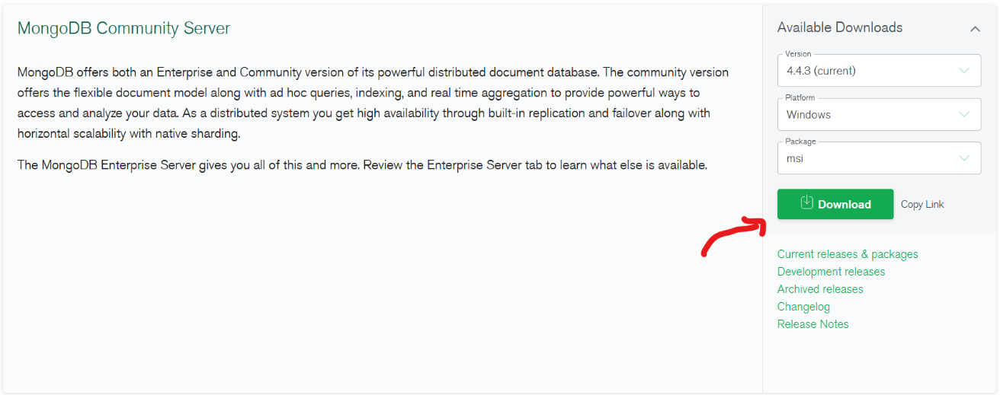 MongoDB Community Server
MongoDB offers both an Enterprise and Community version of its powerful distributed document database. The community version
offers the flexible document model along with ad hoc queries, indexing, and real time aggregation to provide powerful ways to
access and analyze your data. As a distributed system you get high availability through built-in replication and failover along with
horizontal scalability with native sharding.
The MongoDB Enterprise Server gives you all of this and more. Review the Enterprise Server tab to learn what else is available.
Available Downloads
Version
4.4.3 (current)
Platform
Windows
Package
msi
Download Copy Link
Current releases & packages
Development releases
Archived releases
Changelog
Release Notes